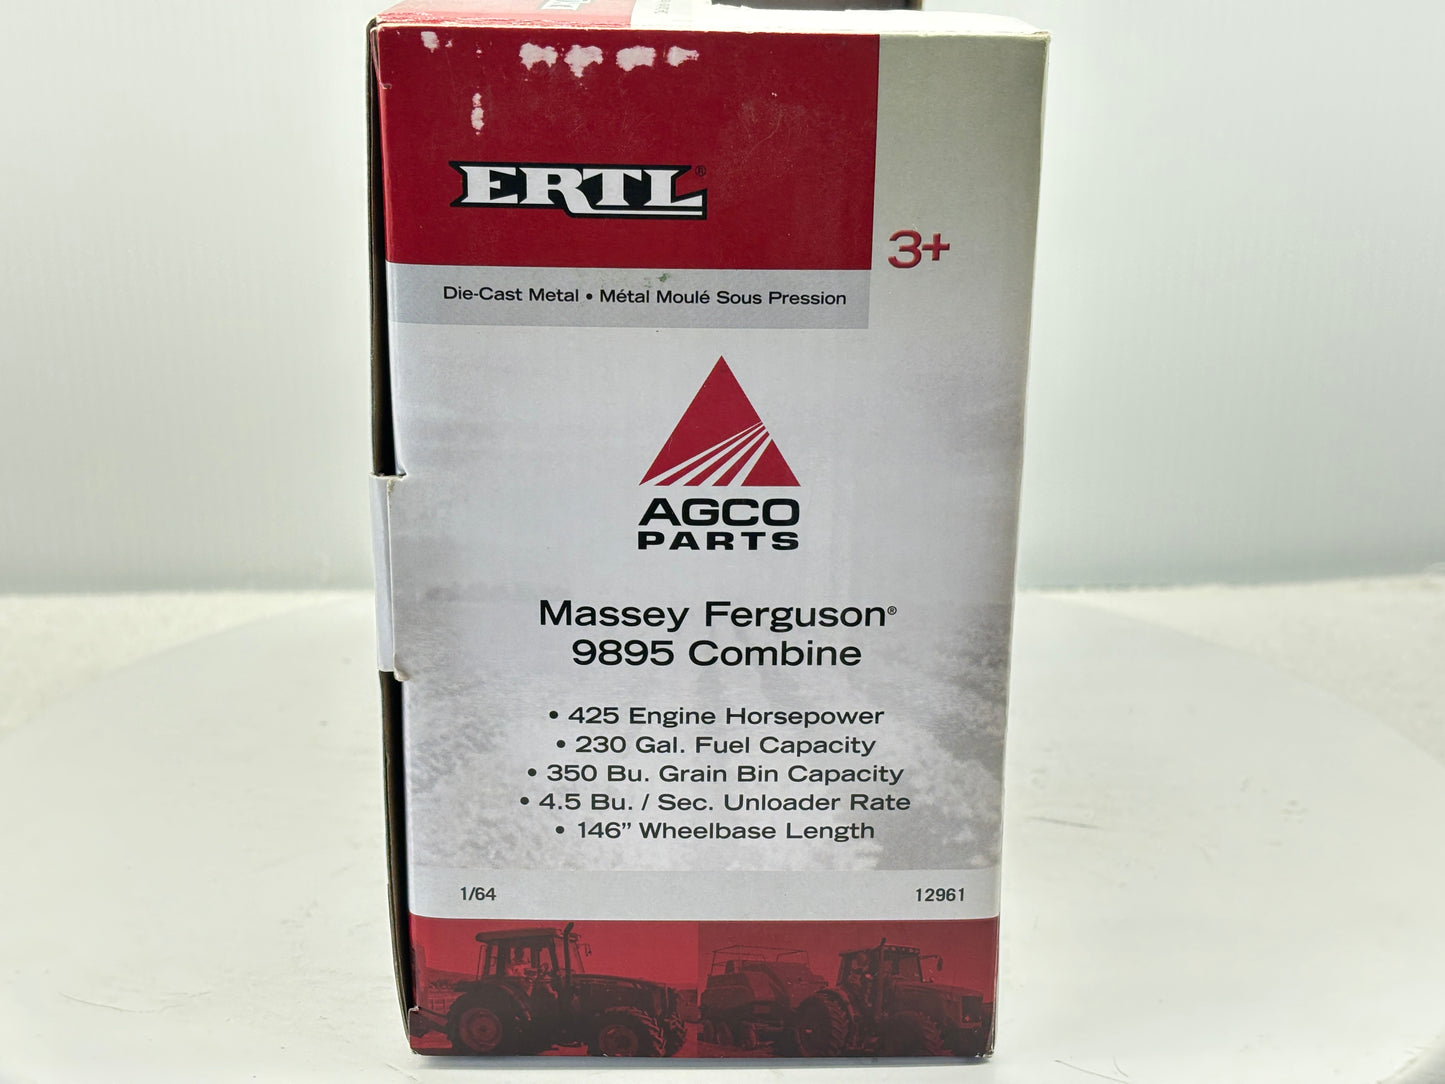 ERTL®
3+
Die-Cast Metal • Métal Moulé Sous Pression
AGCO
PARTS
Massey Ferguson®
9895 Combine
• 425 Engine Horsepower
• 230 Gal. Fuel Capacity
• 350 Bu. Grain Bin Capacity
• 4.5 Bu. / Sec. Unloader Rate
• 146” Wheelbase Length
1/64
12961